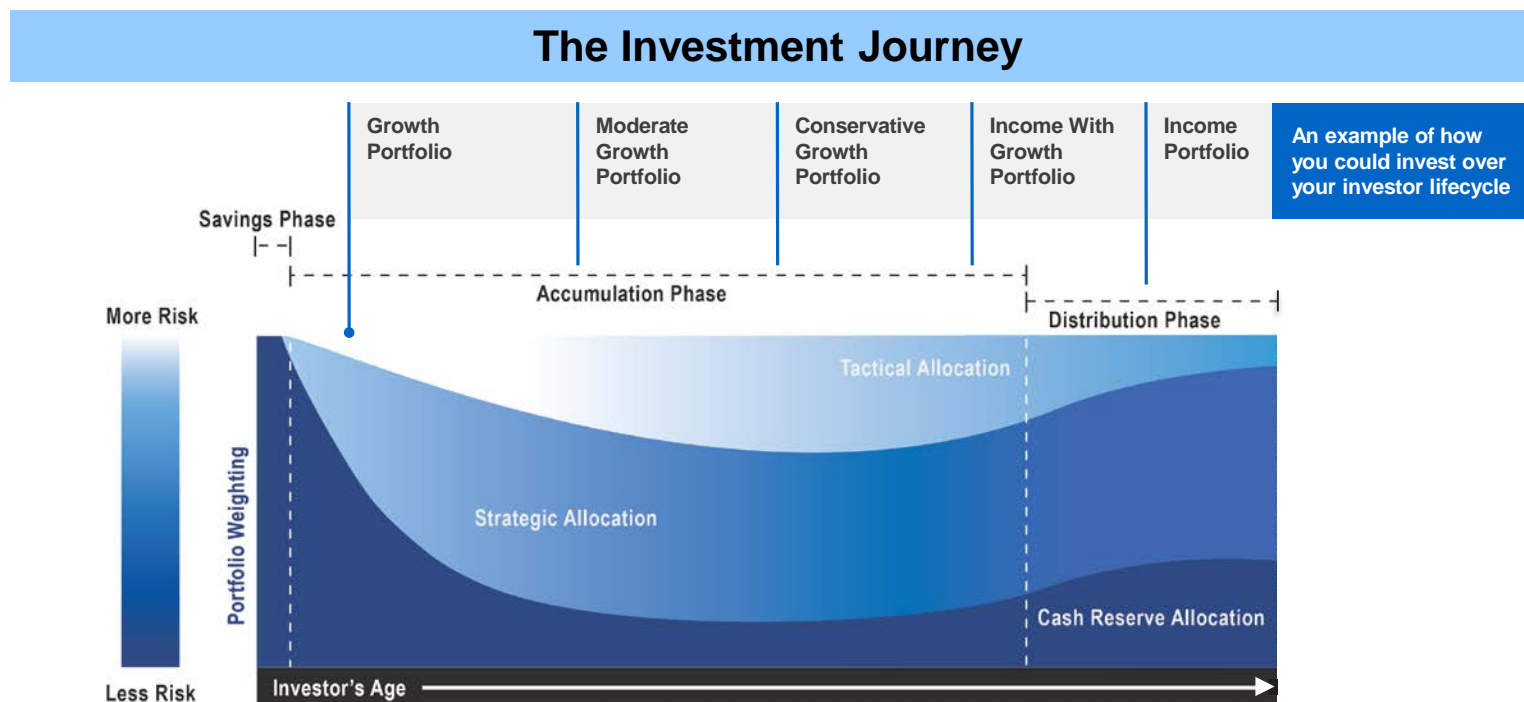 The Investment Journey
Growth
Portfolio
Moderate
Growth
Portfolio
Conservative
Growth
Portfolio
Income With
Growth
Portfolio
Income
Portfolio
An example of how
you could invest over
your investor lifecycle
Savings Phase
Accumulation Phase
Distribution Phase
More Risk
Less Risk
Portfolio Weighting
Tactical Allocation
Strategic Allocation
Cash Reserve Allocation
Investor's Age